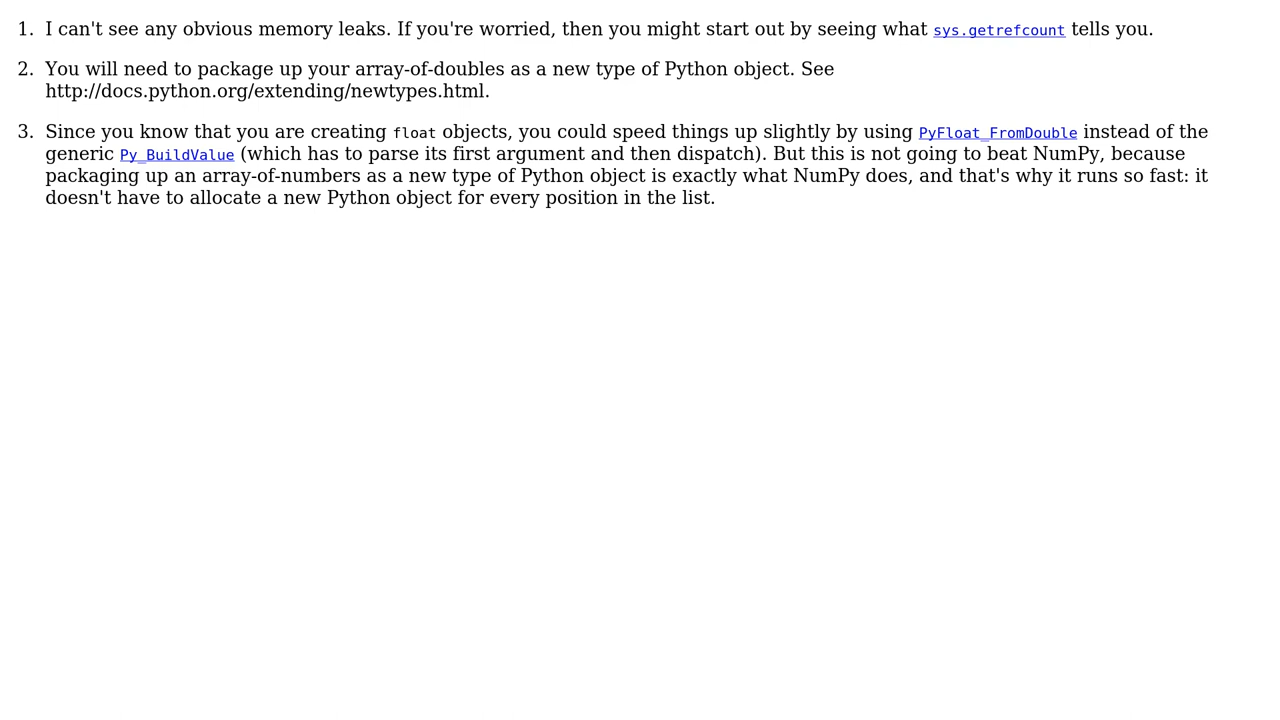 1. I can't see any obvious memory leaks. If you're worried, then you might start out by seeing what sys.getrefcount tells you.
2. You will need to package up your array-of-doubles as a new type of Python object. See
http://docs.python.org/extending/newtypes.html.
3. Since you know that you are creating float objects, you could speed things up slightly by using PyFloat_FromDouble instead of the
generic Py_BuildValue (which has to parse its first argument and then dispatch). But this is not going to beat NumPy, because
packaging up an array-of-numbers as a new type of Python object is exactly what NumPy does, and that's why it runs so fast: it
doesn't have to allocate a new Python object for every position in the list.